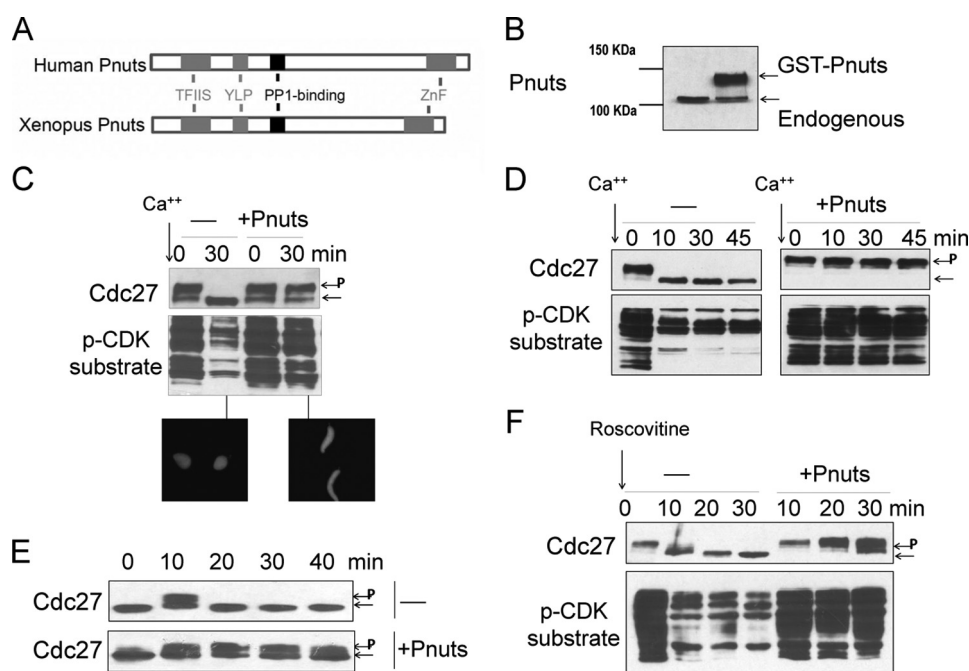 A
Human Pnuts
TFIIS YLP PP1-binding ZnF
Xenopus Pnuts
B
150 KDa
Pnuts
100 KDa
GST-Pnuts
Endogenous
C
Ca++
— +Pnuts
0 30 0 30 min
Cdc27
P
p-CDK
substrate
D
Ca++ Ca++
— +Pnuts
0 10 30 45 0 10 30 45 min
Cdc27
P
p-CDK
substrate
E
0 10 20 30 40 min
Cdc27
P
—
Cdc27
P
+Pnuts
F
Roscovitine
— +Pnuts
0 10 20 30 10 20 30 min
Cdc27
P
p-CDK
substrate